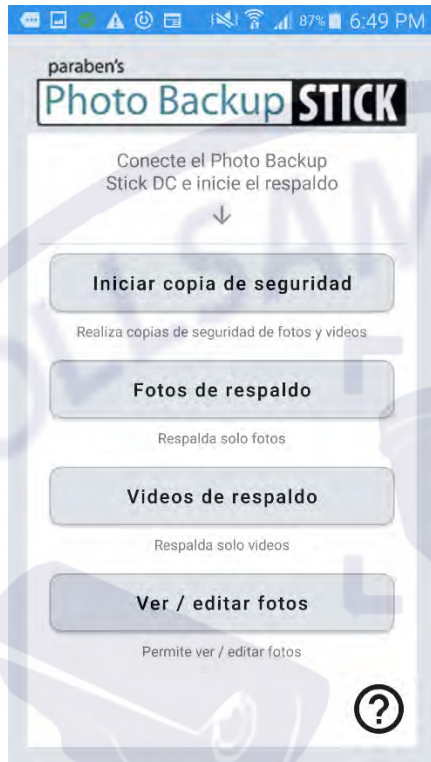 87% 6:49 PM
paraben's
Photo Backup STICK
Conecte el Photo Backup
Stick DC e inicie el respaldo
Iniciar copia de seguridad
Realiza copias de seguridad de fotos y videos
Fotos de respaldo
Respalda solo fotos
Videos de respaldo
Respalda solo videos
Ver / editar fotos
Permite ver / editar fotos
?